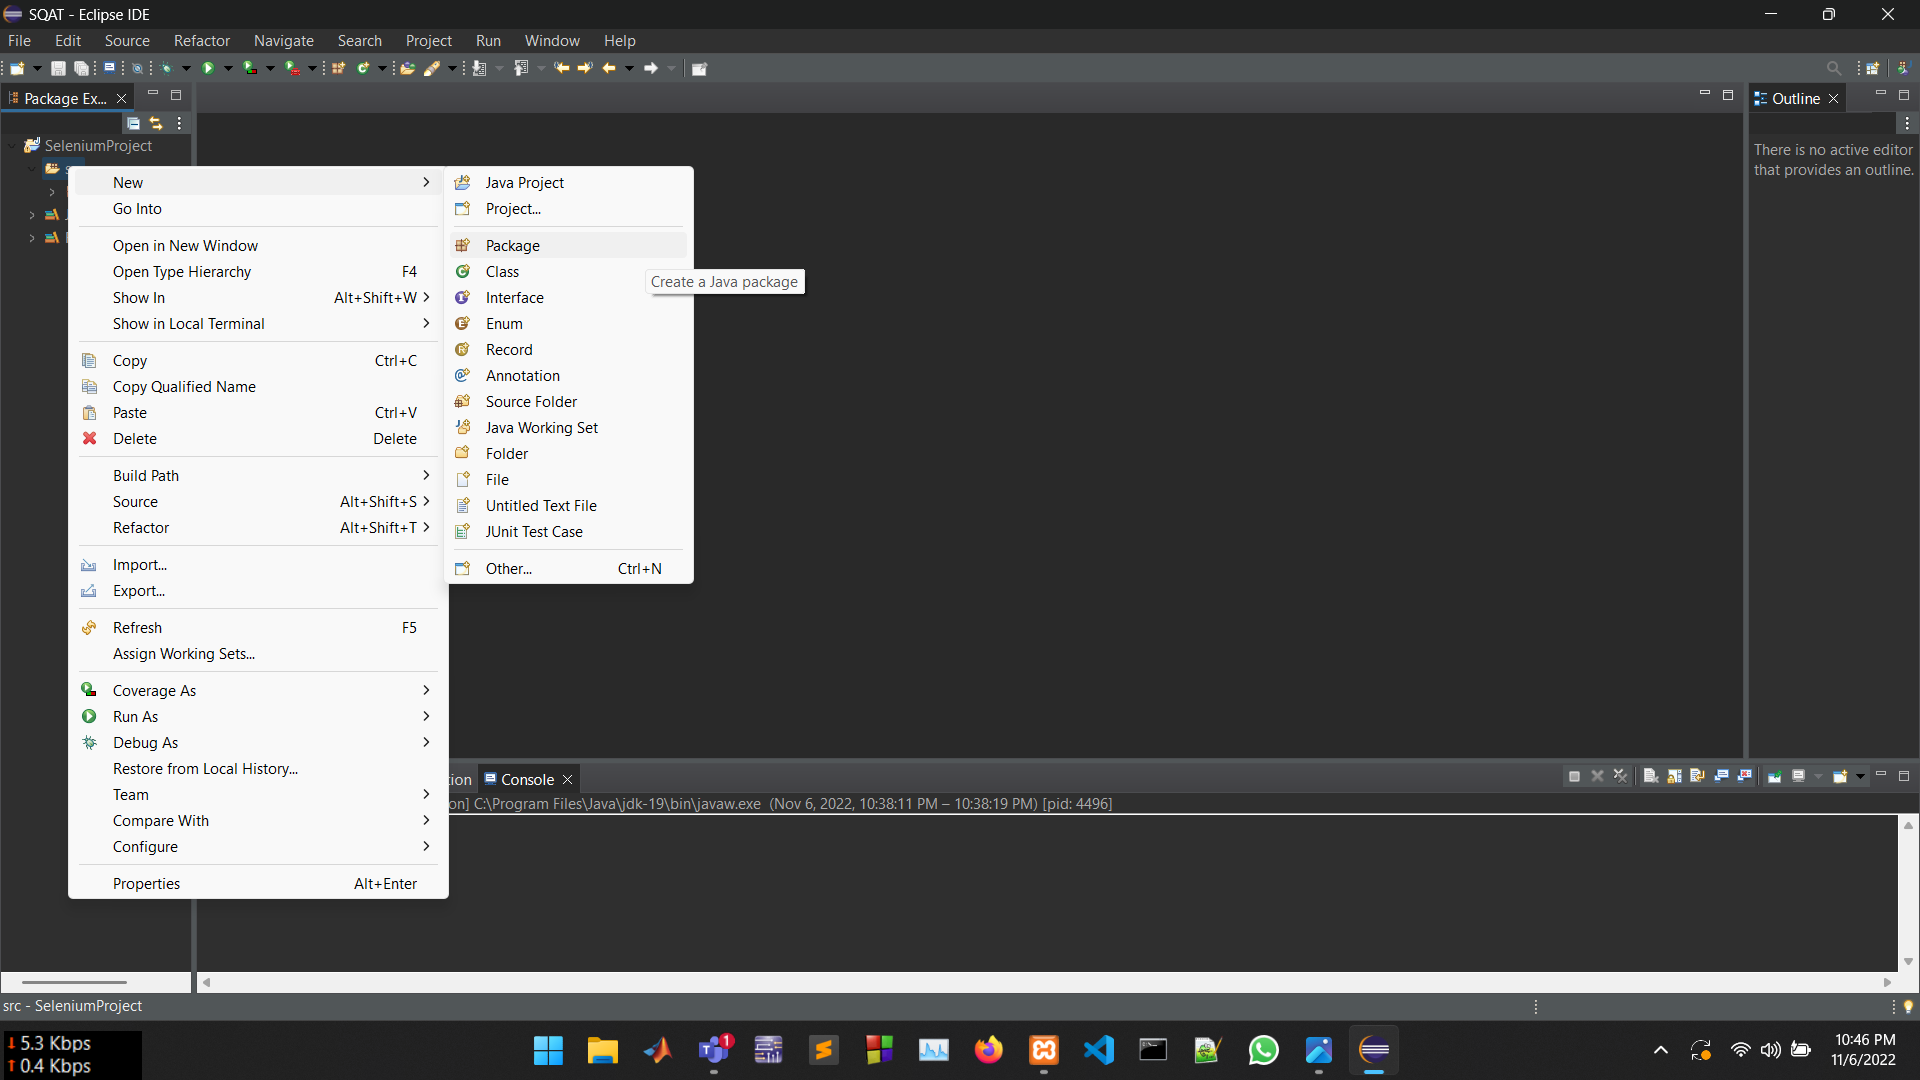 SQAT - Eclipse IDE
File Edit Source Refactor Navigate Search Project Run Window Help
Package Ex...
Outline
SeleniumProject
There is no active editor
that provides an outline.
New
Go Into
Open in New Window
Open Type Hierarchy F4
Show In Alt+Shift+W
Show in Local Terminal
Copy Ctrl+C
Copy Qualified Name
Paste Ctrl+V
Delete Delete
Build Path
Source Alt+Shift+S
Refactor Alt+Shift+T
Import...
Export...
Refresh F5
Assign Working Sets...
Coverage As
Run As
Debug As
Restore from Local History...
Team
Compare With
Configure
Properties Alt+Enter
Java Project
Project...
Package
Class
Interface
Enum
Record
Annotation
Source Folder
Java Working Set
Folder
File
Untitled Text File
JUnit Test Case
Other... Ctrl+N
Create a Java package
tion Console
on] C:\Program Files\Java\jdk-19\bin\javaw.exe (Nov 6, 2022, 10:38:11 PM – 10:38:19 PM) [pid: 4496]
src - SeleniumProject
5.3 Kbps
0.4 Kbps
1
10:46 PM
11/6/2022